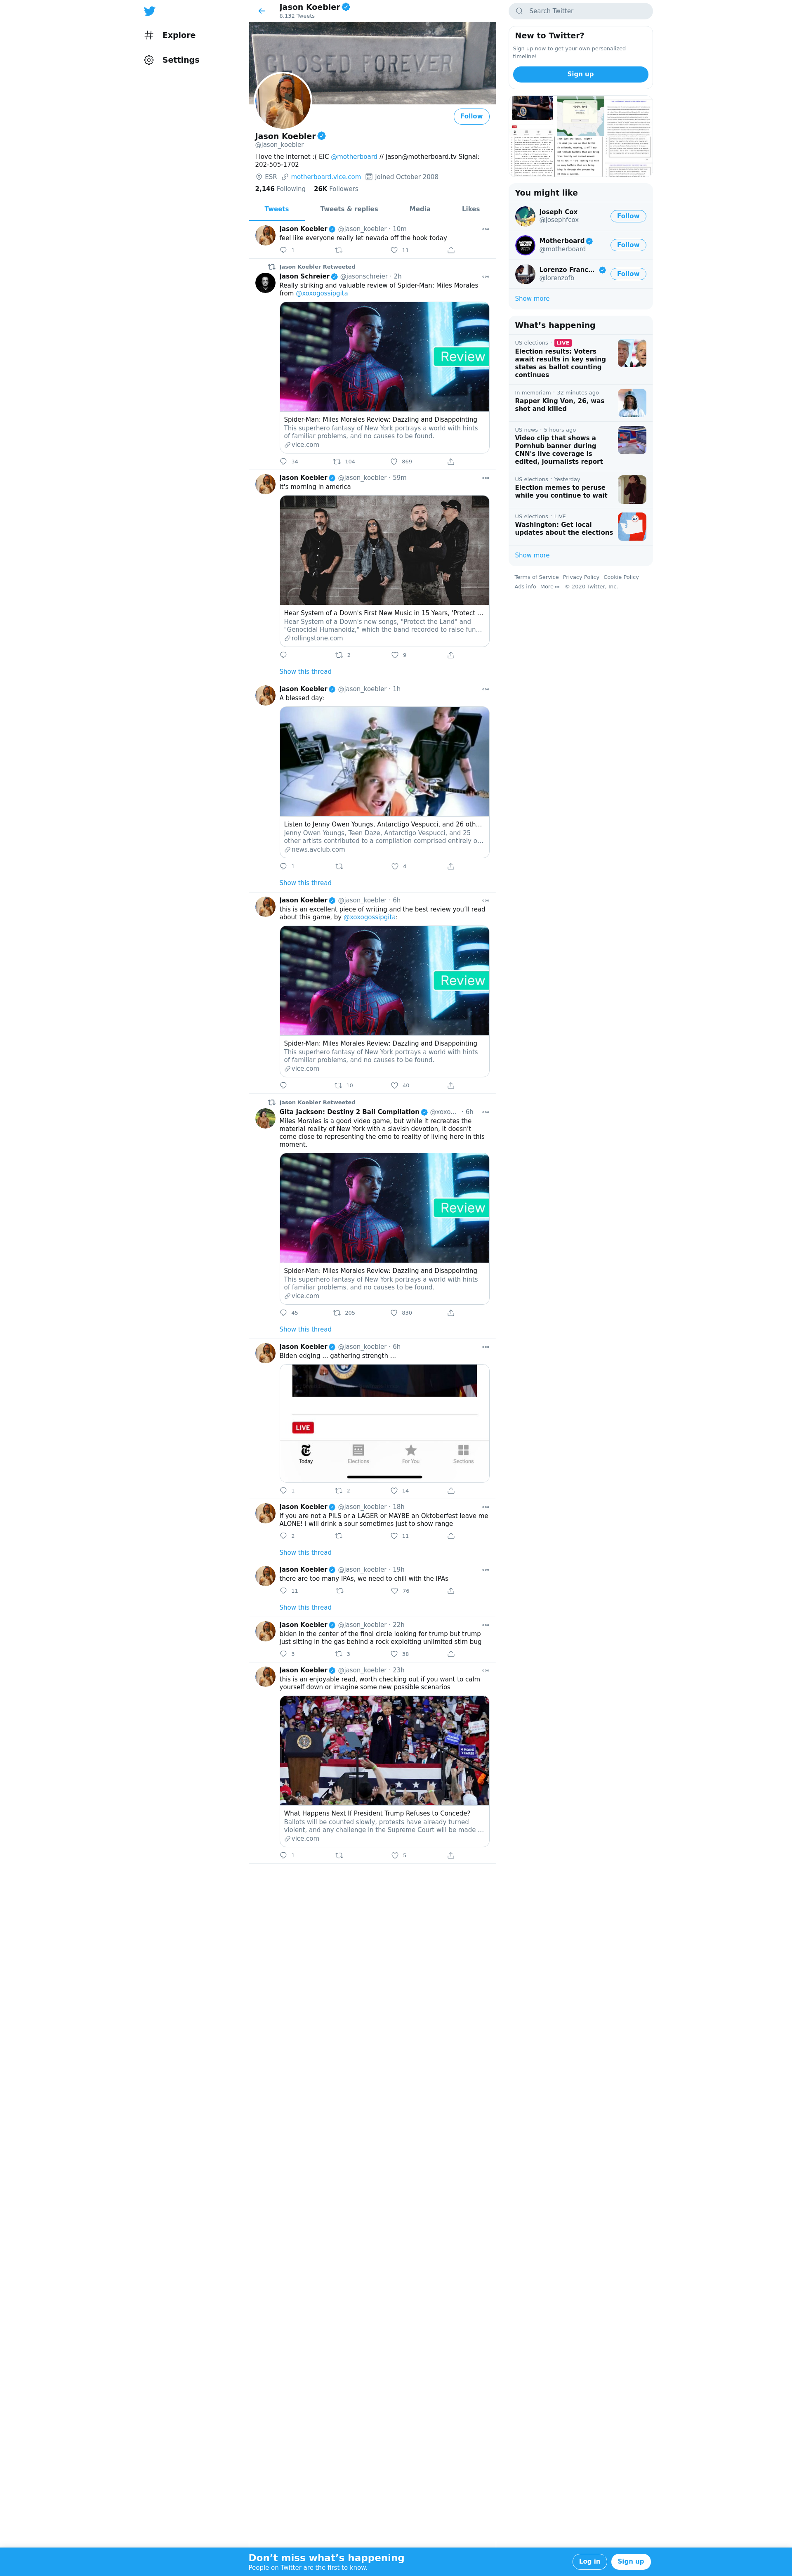 Explore
Settings
Jason Koebler
8,132 Tweets
CLOSED FOREVER
Follow
Jason Koebler
@jason_koebler
I love the internet :( EIC @motherboard // jason@motherboard.tv Signal:
202-505-1702
ESR motherboard.vice.com Joined October 2008
2,146 Following 26K Followers
Tweets Tweets & replies Media Likes
Jason Koebler @jason_koebler · 10m
feel like everyone really let nevada off the hook today
1 11
Jason Koebler Retweeted
Jason Schreier @jasonschreier · 2h
Really striking and valuable review of Spider-Man: Miles Morales
from @xoxogossipgita
Review
Spider-Man: Miles Morales Review: Dazzling and Disappointing
This superhero fantasy of New York portrays a world with hints
of familiar problems, and no causes to be found.
vice.com
34 104 869
Jason Koebler @jason_koebler · 59m
it's morning in america
Hear System of a Down's First New Music in 15 Years, 'Protect ...
Hear System of a Down's new songs, "Protect the Land" and
"Genocidal Humanoidz," which the band recorded to raise fun...
rollingstone.com
2 9
Show this thread
Jason Koebler @jason_koebler · 1h
A blessed day:
Listen to Jenny Owen Youngs, Antarctigo Vespucci, and 26 oth...
Jenny Owen Youngs, Teen Daze, Antarctigo Vespucci, and 25
other artists contributed to a compilation comprised entirely o...
news.avclub.com
1 4
Show this thread
Jason Koebler @jason_koebler · 6h
this is an excellent piece of writing and the best review you'll read
about this game, by @xoxogossipgita:
Review
Spider-Man: Miles Morales Review: Dazzling and Disappointing
This superhero fantasy of New York portrays a world with hints
of familiar problems, and no causes to be found.
vice.com
10 40
Jason Koebler Retweeted
Gita Jackson: Destiny 2 Bail Compilation @xoxo... · 6h
Miles Morales is a good video game, but while it recreates the
material reality of New York with a slavish devotion, it doesn't
come close to representing the emo to reality of living here in this
moment.
Review
Spider-Man: Miles Morales Review: Dazzling and Disappointing
This superhero fantasy of New York portrays a world with hints
of familiar problems, and no causes to be found.
vice.com
45 205 830
Show this thread
Jason Koebler @jason_koebler · 6h
Biden edging ... gathering strength ...
LIVE
Today Elections For You Sections
1 2 14
Jason Koebler @jason_koebler · 18h
if you are not a PILS or a LAGER or MAYBE an Oktoberfest leave me
ALONE! I will drink a sour sometimes just to show range
2 11
Show this thread
Jason Koebler @jason_koebler · 19h
there are too many IPAs, we need to chill with the IPAs
11 76
Show this thread
Jason Koebler @jason_koebler · 22h
biden in the center of the final circle looking for trump but trump
just sitting in the gas behind a rock exploiting unlimited stim bug
3 3 38
Jason Koebler @jason_koebler · 23h
this is an enjoyable read, worth checking out if you want to calm
yourself down or imagine some new possible scenarios
What Happens Next If President Trump Refuses to Concede?
Ballots will be counted slowly, protests have already turned
violent, and any challenge in the Supreme Court will be made ...
vice.com
1 5
Search Twitter
New to Twitter?
Sign up now to get your own personalized
timeline!
Sign up
You might like
Joseph Cox
@josephfcox
Follow
Motherboard
@motherboard
Follow
Lorenzo Franc...
@lorenzofb
Follow
Show more
What's happening
US elections · LIVE
Election results: Voters
await results in key swing
states as ballot counting
continues
In memoriam · 32 minutes ago
Rapper King Von, 26, was
shot and killed
US news · 5 hours ago
Video clip that shows a
Pornhub banner during
CNN's live coverage is
edited, journalists report
US elections · Yesterday
Election memes to peruse
while you continue to wait
US elections · LIVE
Washington: Get local
updates about the elections
Show more
Terms of Service Privacy Policy Cookie Policy
Ads info More © 2020 Twitter, Inc.
Don't miss what's happening
People on Twitter are the first to know.
Log in
Sign up